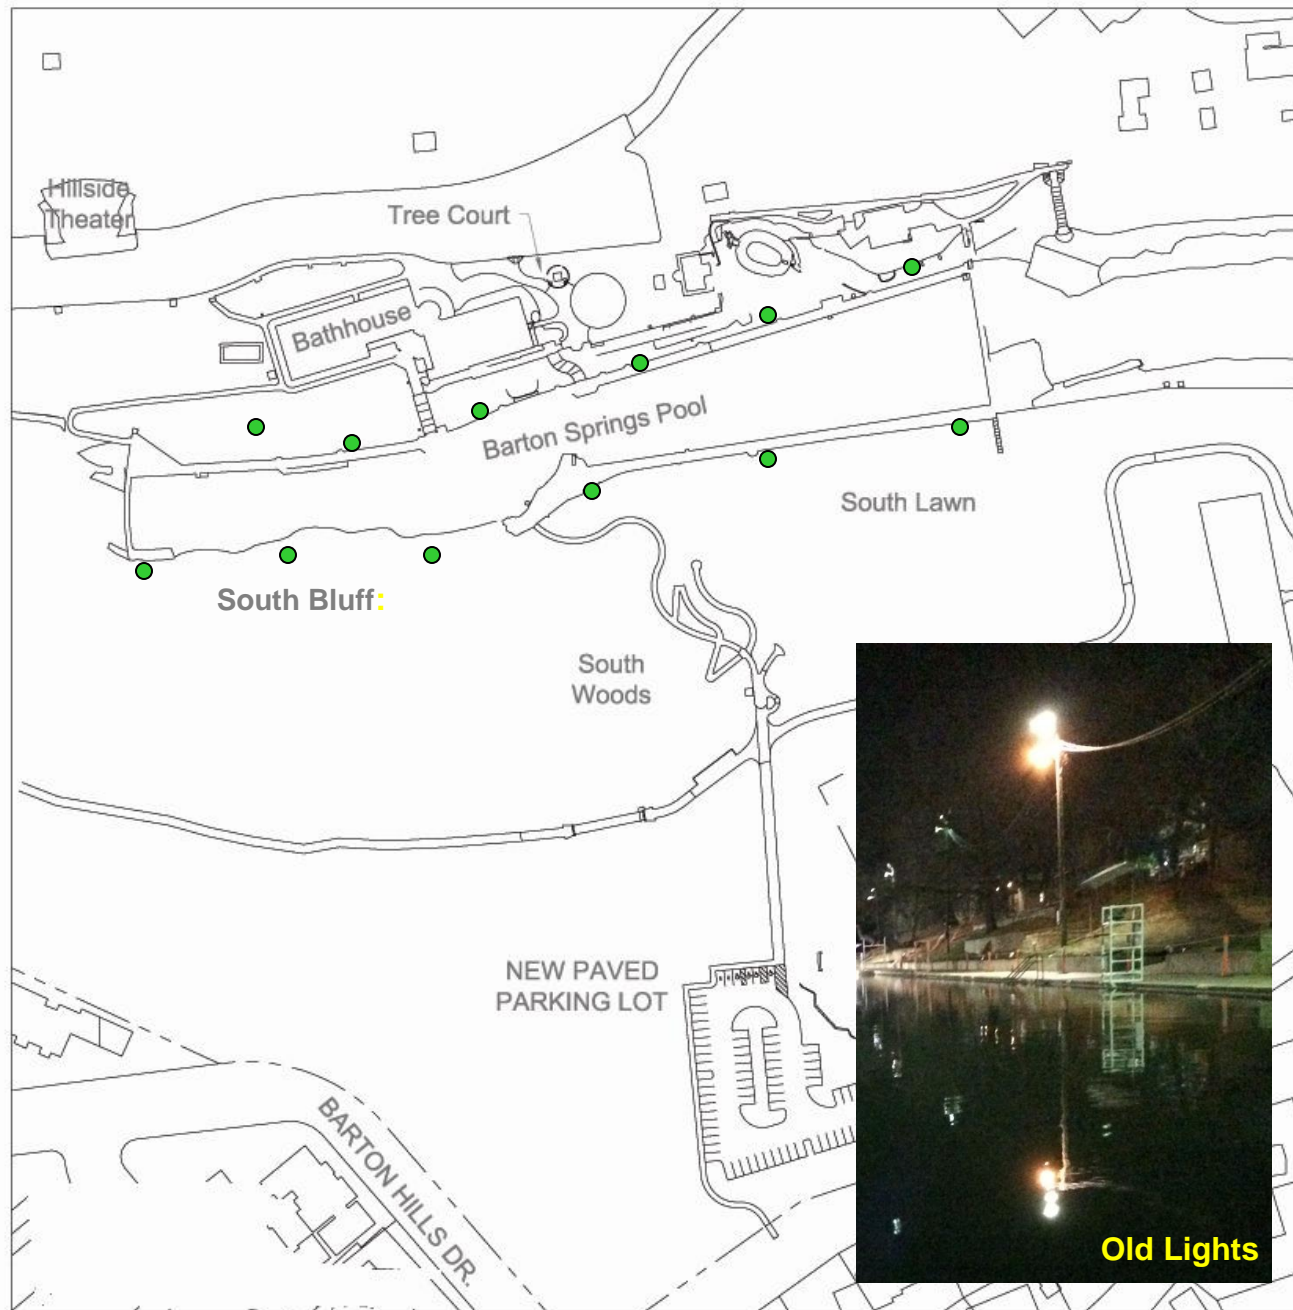 Hillside
Theater
Tree Court
Bathhouse
Barton Springs Pool
South Lawn
South Bluff:
South
Woods
NEW PAVED
PARKING LOT
BARTON HILLS DR.
Old Lights